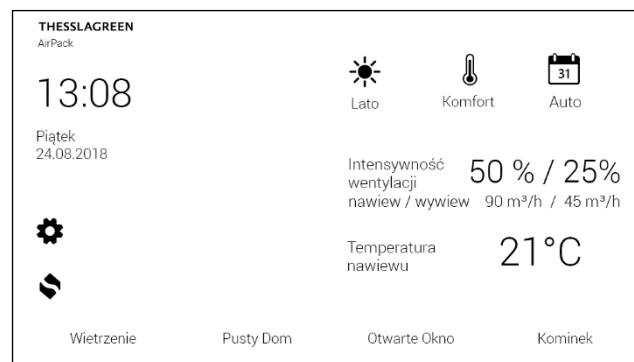 THESSLAGREEN
AirPack
13:08
Piątek
24.08.2018
Lato
Komfort
31
Auto
Intensywność
wentylacji
nawiew / wywiew
50 % / 25%
90 m³/h / 45 m³/h
Temperatura
nawiewu
21°C
Wietrzenie Pusty Dom Otwarte Okno Kominek